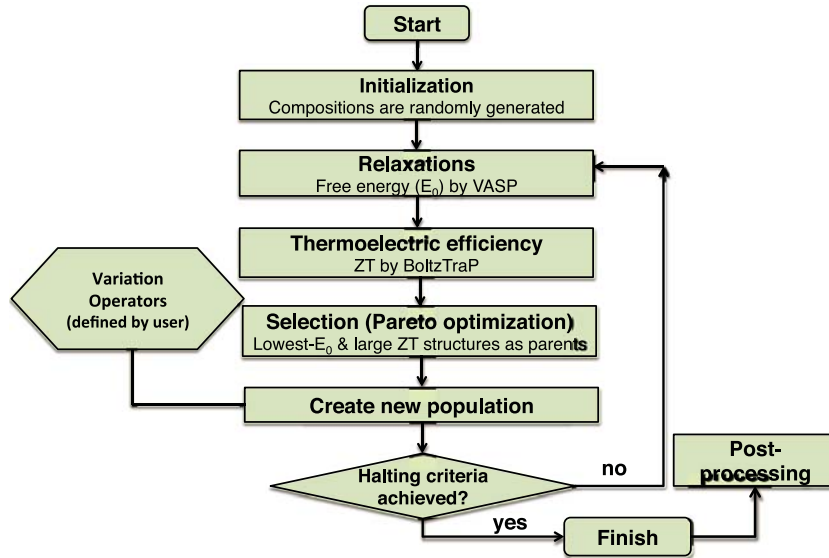 Start
Initialization
Compositions are randomly generated
Relaxations
Free energy (E₀) by VASP
Thermoelectric efficiency
ZT by BoltzTraP
Variation
Operators
(defined by user)
Selection (Pareto optimization)
Lowest-E₀ & large ZT structures as parents
Create new population
Halting criteria
achieved?
no
Post-
processing
yes
Finish